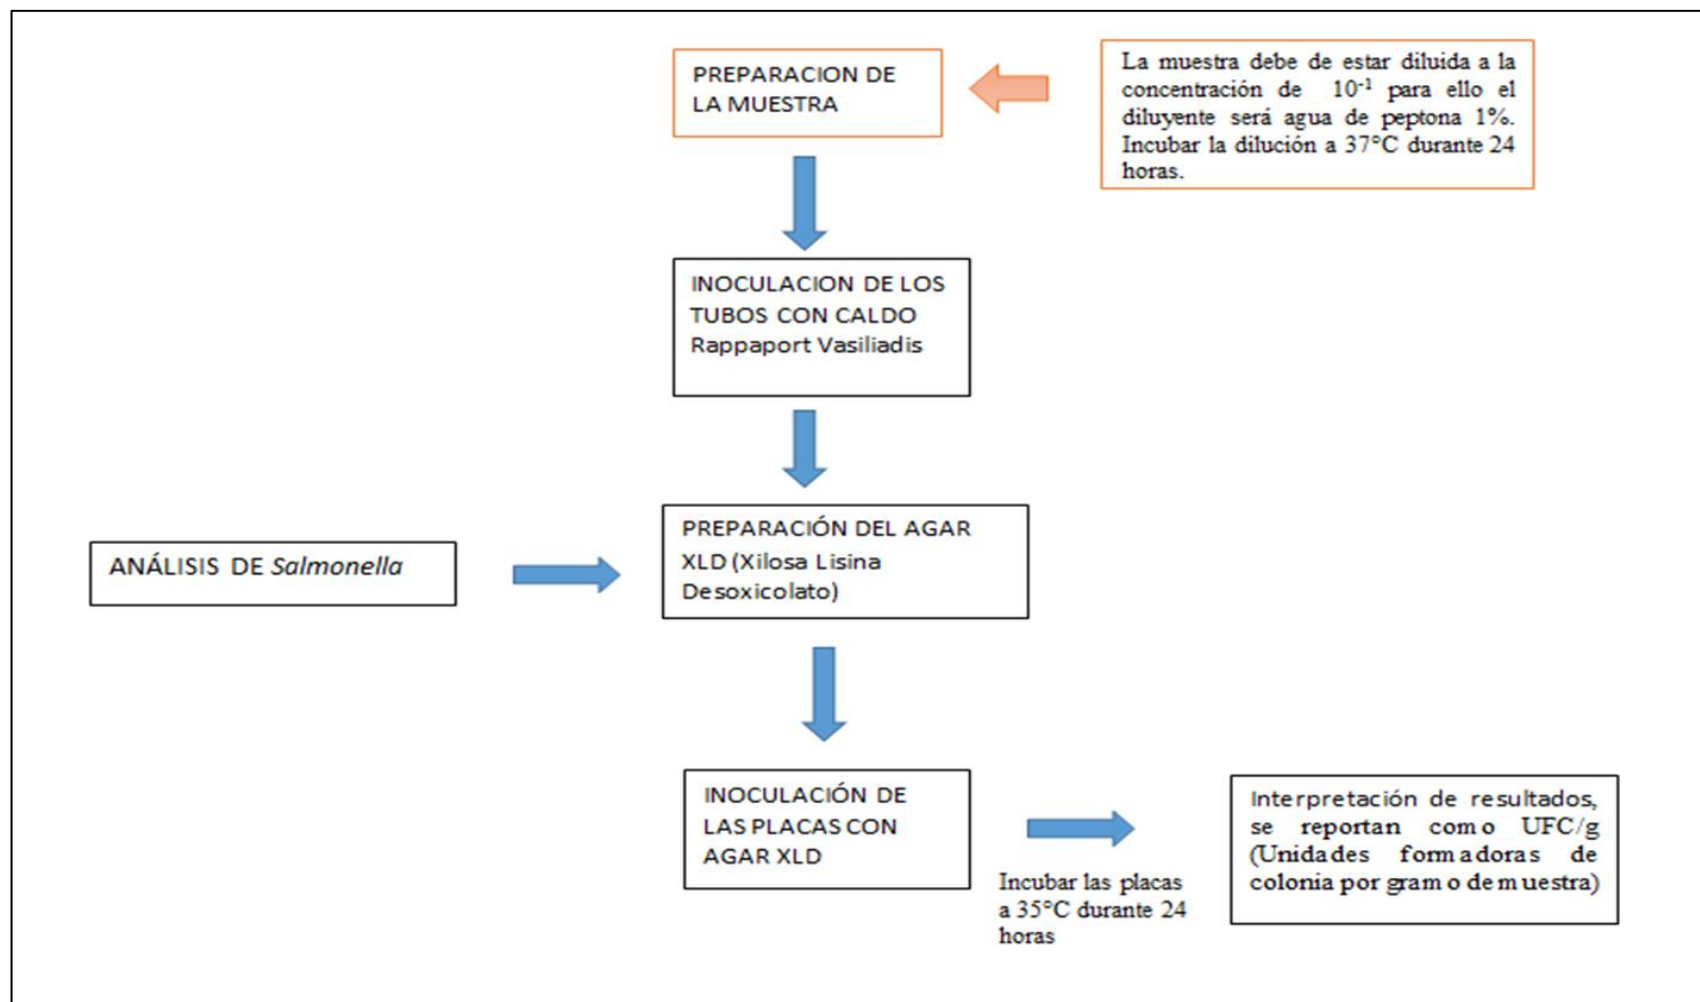 PREPARACION DE
LA MUESTRA
La muestra debe de estar diluida a la
concentración de 10⁻¹ para ello el
diluyente será agua de peptona 1%.
Incubar la dilución a 37°C durante 24
horas.
INOCULACION DE LOS
TUBOS CON CALDO
Rappaport Vasiliadis
PREPARACIÓN DEL AGAR
XLD (Xilosa Lisina
Desoxicolato)
ANÁLISIS DE Salmonella
INOCULACIÓN DE
LAS PLACAS CON
AGAR XLD
Incubar las placas
a 35°C durante 24
horas
Interpretación de resultados,
se reportan como UFC/g
(Unidades formadoras de
colonia por gramo de muestra)